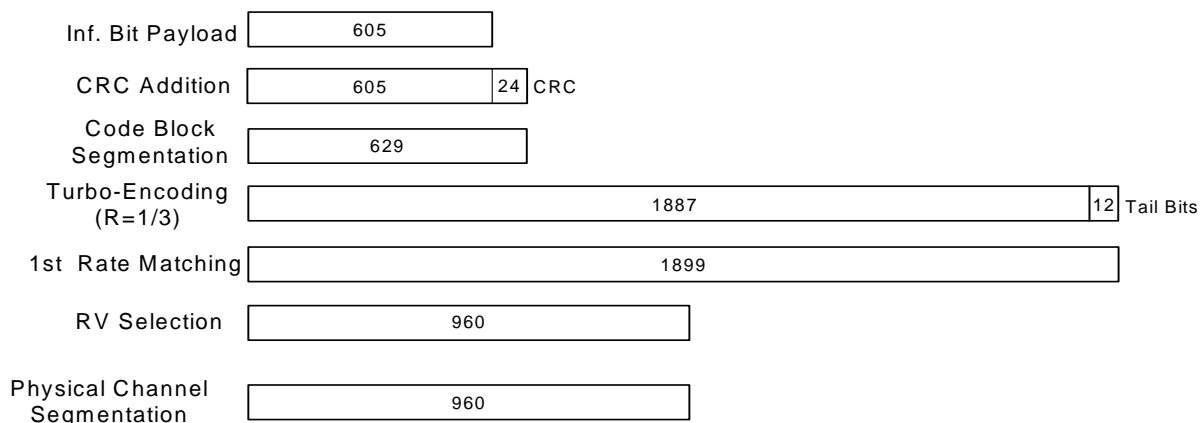 Inf. Bit Payload 605
CRC Addition 605 24 CRC
Code Block
Segmentation 629
Turbo-Encoding
(R=1/3) 1887 12 Tail Bits
1st Rate Matching 1899
RV Selection 960
Physical Channel
Segmentation 960